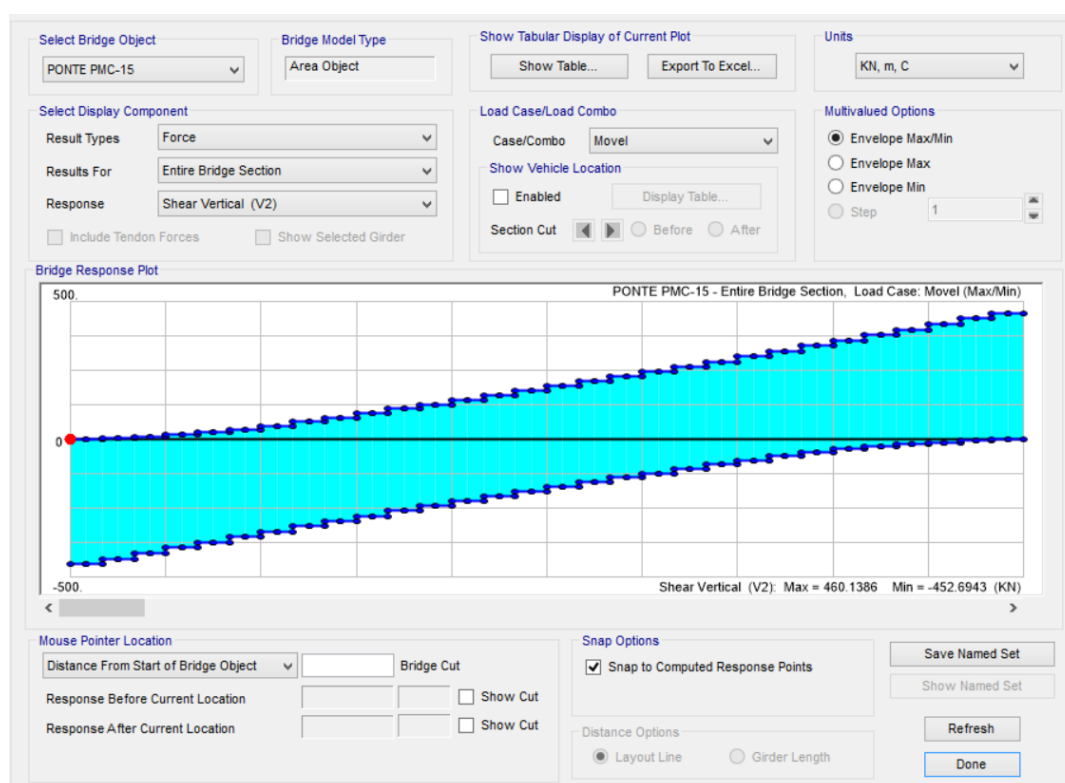 Select Bridge Object
PONTE PMC-15
Bridge Model Type
Area Object
Show Tabular Display of Current Plot
Show Table...
Export To Excel...
Units
KN, m, C
Select Display Component
Result Types
Force
Results For
Entire Bridge Section
Response
Shear Vertical (V2)
Include Tendon Forces
Show Selected Girder
Load Case/Load Combo
Case/Combo
Movel
Show Vehicle Location
Enabled
Display Table...
Section Cut
Before
After
Multivalued Options
Envelope Max/Min
Envelope Max
Envelope Min
Step
1
Bridge Response Plot
500.
PONTE PMC-15 - Entire Bridge Section, Load Case: Movel (Max/Min)
0
-500.
Shear Vertical (V2): Max = 460.1386 Min = -452.6943 (KN)
Mouse Pointer Location
Distance From Start of Bridge Object
Bridge Cut
Response Before Current Location
Show Cut
Response After Current Location
Show Cut
Snap Options
Snap to Computed Response Points
Distance Options
Layout Line
Girder Length
Save Named Set
Show Named Set
Refresh
Done